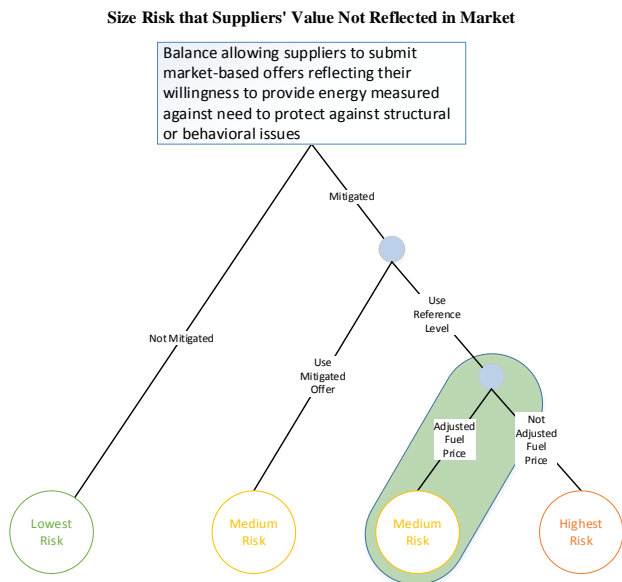 Size Risk that Suppliers' Value Not Reflected in Market
Balance allowing suppliers to submit
market-based offers reflecting their
willingness to provide energy measured
against need to protect against structural
or behavioral issues
Mitigated
Not Mitigated
Use
Reference
Level
Use
Mitigated
Offer
Adjusted
Fuel
Price
Not
Adjusted
Fuel
Price
Lowest
Risk
Medium
Risk
Medium
Risk
Highest
Risk